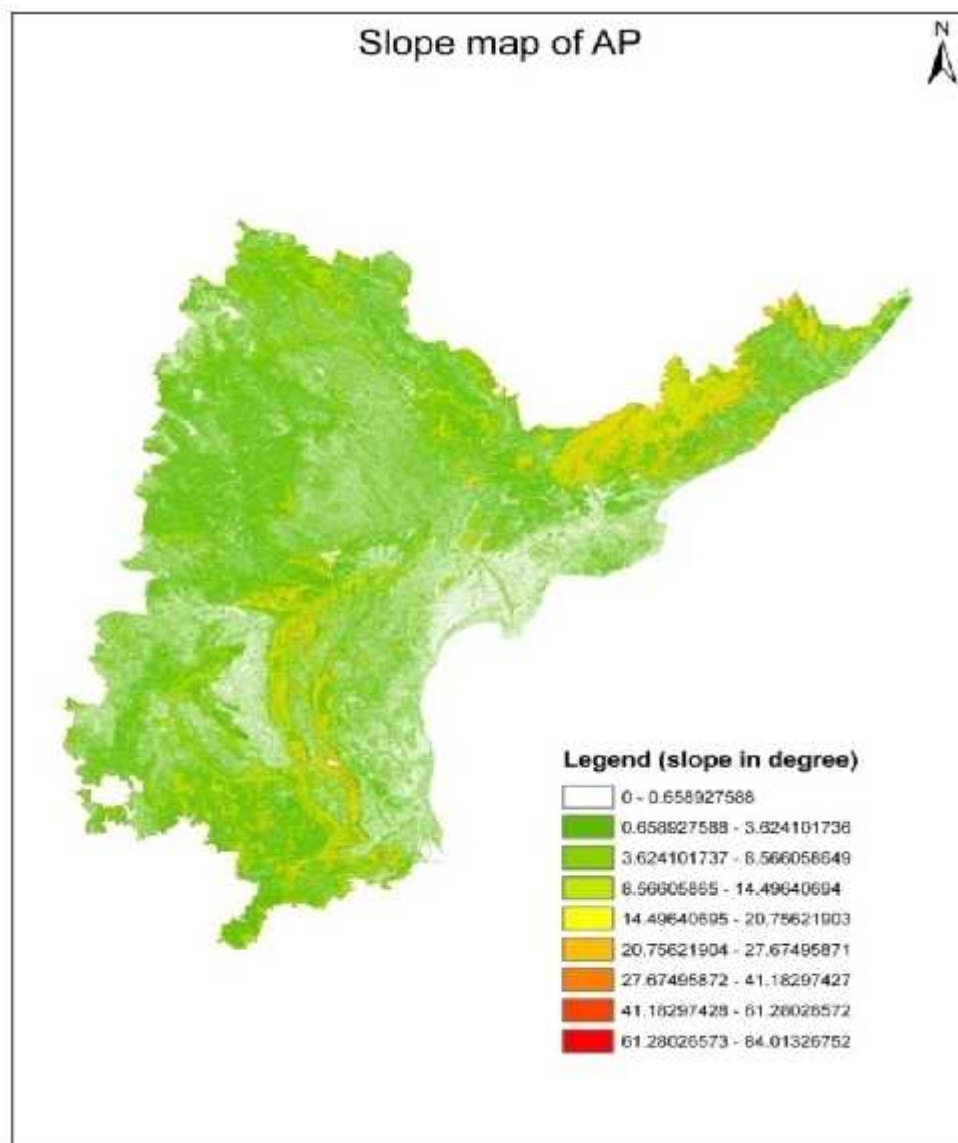 Slope map of AP
N
Legend (slope in degree)
0 - 0.658927588
0.658927588 - 3.624101736
3.624101737 - 8.566058649
8.56605865 - 14.49640694
14.49640695 - 20.75621903
20.75621904 - 27.67495871
27.67495872 - 41.18297427
41.18297428 - 61.28026572
61.28026573 - 84.01326752